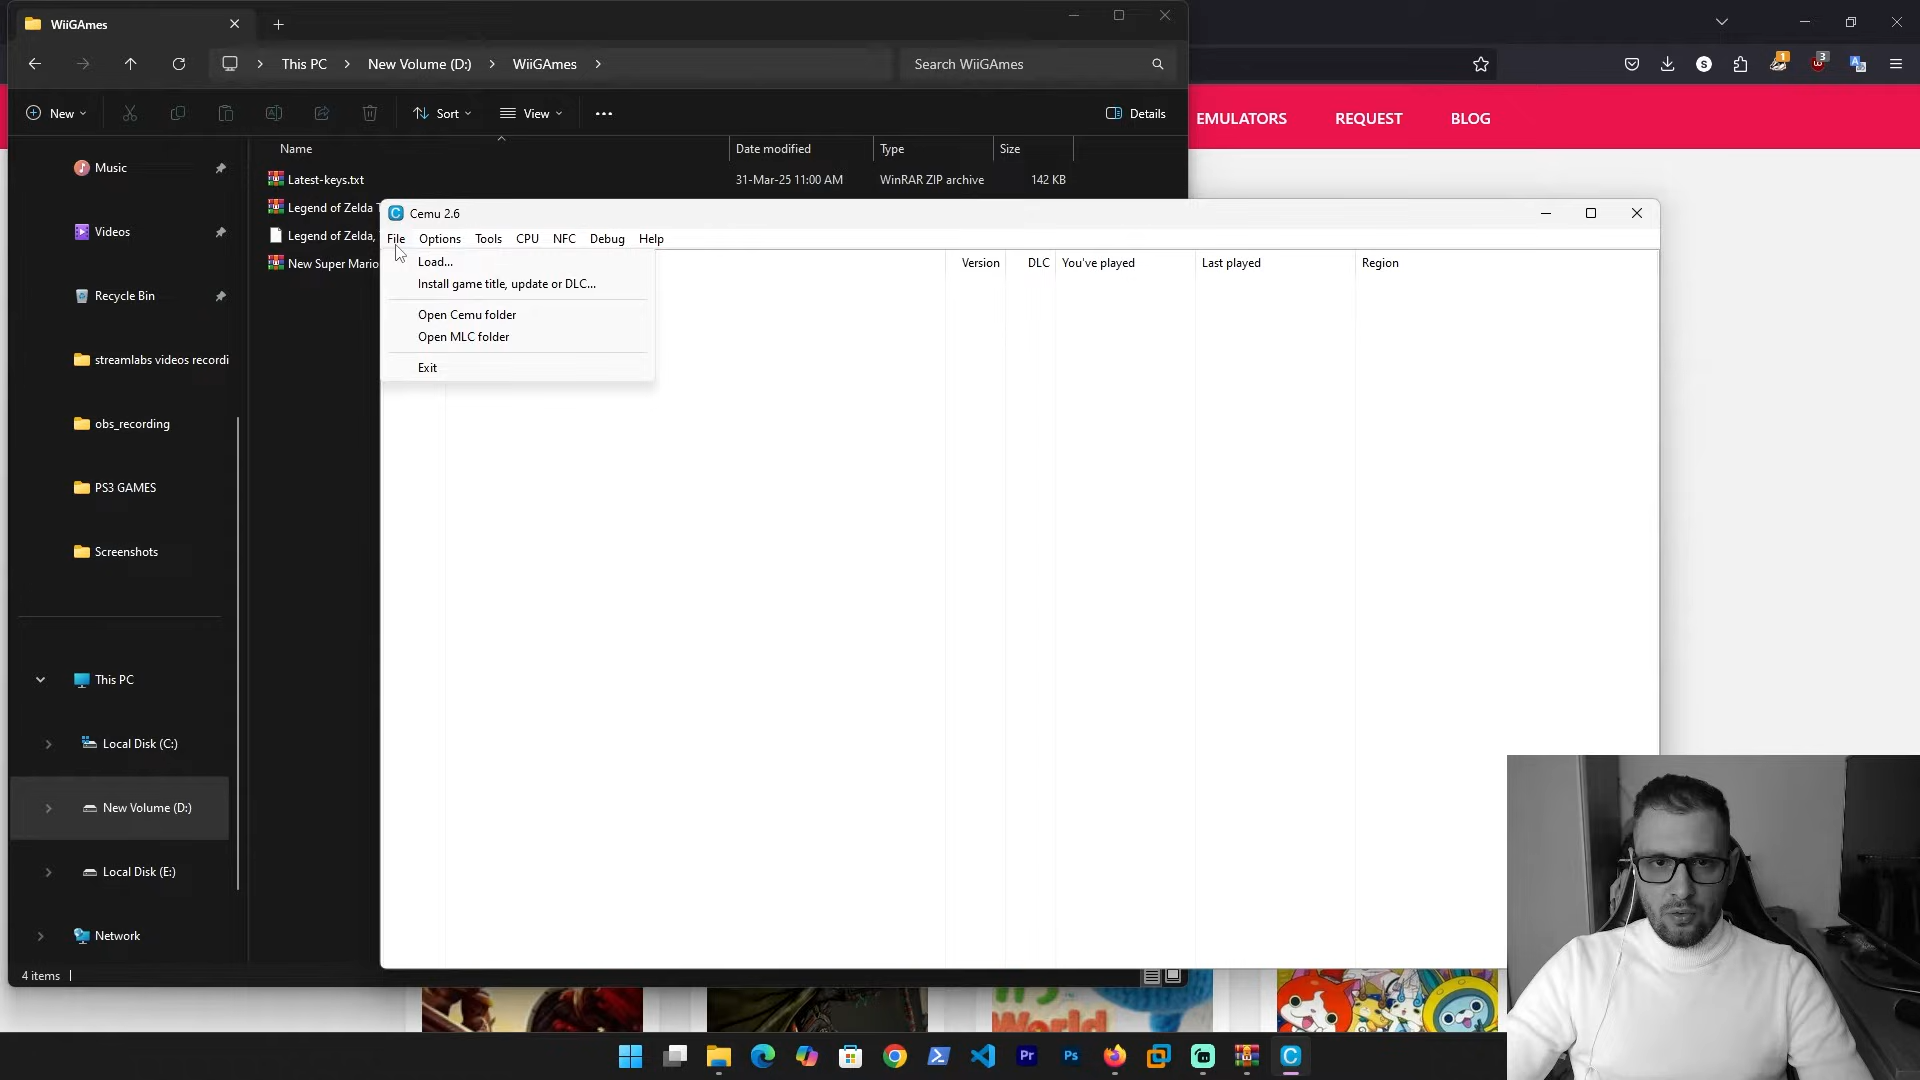 WiiGAmes
This PC
New Volume (D:)
WiiGAmes
Search WiiGAmes
New
Sort
View
Details
EMULATORS
REQUEST
BLOG
1
3
S
Name
Date modified
Type
Size
Music
Videos
Recycle Bin
streamlabs videos recordi
obs_recording
PS3 GAMES
Screenshots
This PC
Local Disk (C:)
New Volume (D:)
Local Disk (E:)
Network
4 items
Latest-keys.txt
31-Mar-25 11:00 AM
WinRAR ZIP archive
142 KB
Legend of Zelda T
Legend of Zelda,
New Super Mario
Cemu 2.6
File
Options
Tools
CPU
NFC
Debug
Help
Load...
Install game title, update or DLC...
Open Cemu folder
Open MLC folder
Exit
Version
DLC
You've played
Last played
Region
World
Pr
Ps
C